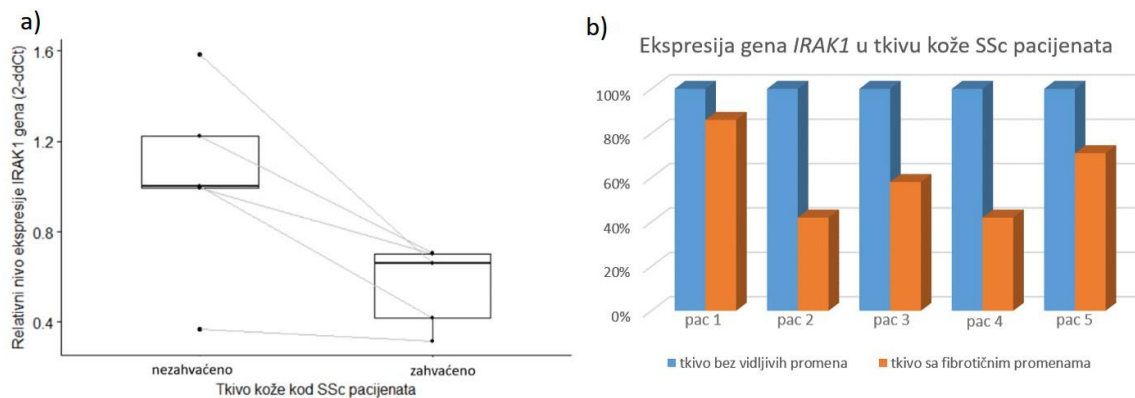 a)
Relativni nivo ekspresije IRAK1 gena (2-ddCt)
1.6
1.2
0.8
0.4
nezahvaćeno
zahvaćeno
Tkivo kože kod SSc pacijenata
b)
Ekspresija gena IRAK1 u tkivu kože SSc pacijenata
100%
80%
60%
40%
20%
0%
pac 1
pac 2
pac 3
pac 4
pac 5
tkivo bez vidljivih promena
tkivo sa fibrotičnim promenama